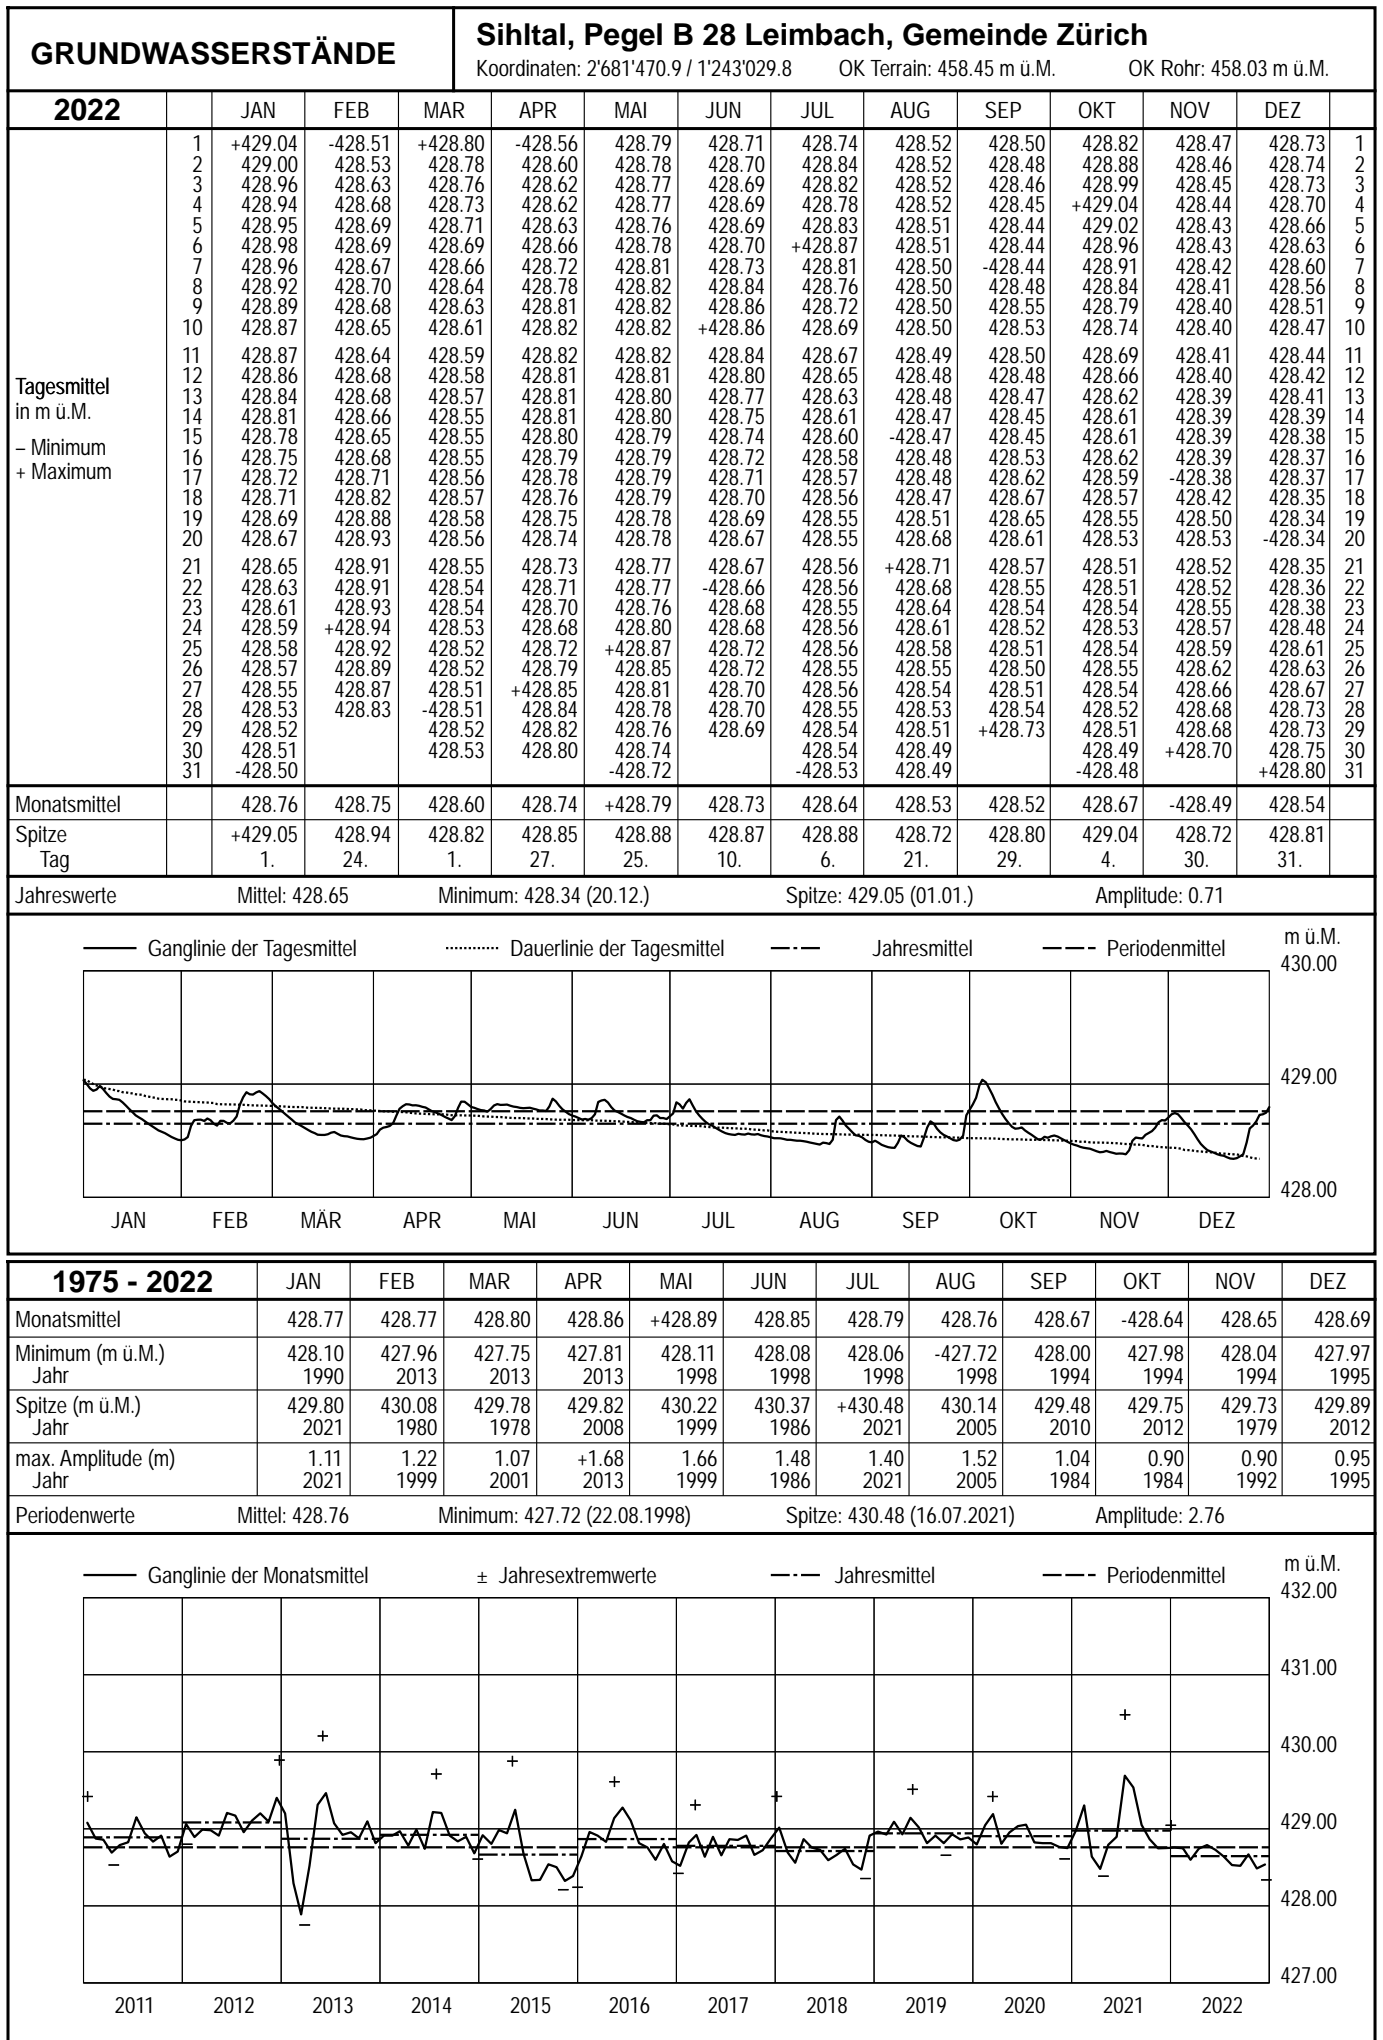 GRUNDWASSERSTÄNDE
Sihltal, Pegel B 28 Leimbach, Gemeinde Zürich
Koordinaten: 2'681'470.9 / 1'243'029.8 OK Terrain: 458.45 m ü.M. OK Rohr: 458.03 m ü.M.
2022 JAN FEB MAR APR MAI JUN JUL AUG SEP OKT NOV DEZ
1 +429.04 -428.51 +428.80 -428.56 428.79 428.71 428.74 428.52 428.50 428.82 428.47 428.73 1
2 429.00 428.53 428.78 428.60 428.78 428.70 428.84 428.52 428.48 428.88 428.46 428.74 2
3 428.96 428.63 428.76 428.62 428.77 428.69 428.82 428.52 428.46 428.99 428.45 428.73 3
4 428.94 428.68 428.73 428.62 428.77 428.69 428.78 428.52 428.45 +429.04 428.44 428.70 4
5 428.95 428.69 428.71 428.63 428.76 428.69 428.83 428.51 428.44 429.02 428.43 428.66 5
6 428.98 428.69 428.69 428.66 428.78 428.70 +428.87 428.51 428.44 428.96 428.43 428.63 6
7 428.96 428.67 428.66 428.72 428.81 428.73 428.81 428.50 -428.44 428.91 428.42 428.60 7
8 428.92 428.70 428.64 428.78 428.82 428.84 428.76 428.50 428.48 428.84 428.41 428.56 8
9 428.89 428.68 428.63 428.81 428.82 428.86 428.72 428.50 428.55 428.79 428.40 428.51 9
10 428.87 428.65 428.61 428.82 428.82 +428.86 428.69 428.50 428.53 428.74 428.40 428.47 10
11 428.87 428.64 428.59 428.82 428.82 428.84 428.67 428.49 428.50 428.69 428.41 428.44 11
12 428.86 428.68 428.58 428.81 428.81 428.80 428.65 428.48 428.48 428.66 428.40 428.42 12
Tagesmittel
13 428.84 428.68 428.57 428.81 428.80 428.77 428.63 428.48 428.47 428.62 428.39 428.41 13
in m ü.M.
14 428.81 428.66 428.55 428.81 428.80 428.75 428.61 428.47 428.45 428.61 428.39 428.39 14
15 428.78 428.65 428.55 428.80 428.79 428.74 428.60 -428.47 428.45 428.61 428.39 428.38 15
– Minimum
16 428.75 428.68 428.55 428.79 428.79 428.72 428.58 428.48 428.53 428.62 428.39 428.37 16
+ Maximum
17 428.72 428.71 428.56 428.78 428.79 428.71 428.57 428.48 428.62 428.59 -428.38 428.37 17
18 428.71 428.82 428.57 428.76 428.79 428.70 428.56 428.47 428.67 428.57 428.42 428.35 18
19 428.69 428.88 428.58 428.75 428.78 428.69 428.55 428.51 428.65 428.55 428.50 428.34 19
20 428.67 428.93 428.56 428.74 428.78 428.67 428.55 428.68 428.61 428.53 428.53 -428.34 20
21 428.65 428.91 428.55 428.73 428.77 428.67 428.56 +428.71 428.57 428.51 428.52 428.35 21
22 428.63 428.91 428.54 428.71 428.77 -428.66 428.56 428.68 428.55 428.51 428.52 428.36 22
23 428.61 428.93 428.54 428.70 428.76 428.68 428.55 428.64 428.54 428.54 428.55 428.38 23
24 428.59 +428.94 428.53 428.68 428.80 428.68 428.56 428.61 428.52 428.53 428.57 428.48 24
25 428.58 428.92 428.52 428.72 +428.87 428.72 428.56 428.58 428.51 428.54 428.59 428.61 25
26 428.57 428.89 428.52 428.79 428.85 428.72 428.55 428.55 428.50 428.55 428.62 428.63 26
27 428.55 428.87 428.51 +428.85 428.81 428.70 428.56 428.54 428.51 428.54 428.66 428.67 27
28 428.53 428.83 -428.51 428.84 428.78 428.70 428.55 428.53 428.54 428.52 428.68 428.73 28
29 428.52 428.52 428.82 428.76 428.69 428.54 428.51 +428.73 428.51 428.68 428.73 29
30 428.51 428.53 428.80 428.74 428.54 428.49 428.49 +428.70 428.75 30
31 -428.50 -428.72 -428.53 428.49 -428.48 +428.80 31
Monatsmittel 428.76 428.75 428.60 428.74 +428.79 428.73 428.64 428.53 428.52 428.67 -428.49 428.54
Spitze +429.05 428.94 428.82 428.85 428.88 428.87 428.88 428.72 428.80 429.04 428.72 428.81
Tag 1. 24. 1. 27. 25. 10. 6. 21. 29. 4. 30. 31.
Jahreswerte Mittel: 428.65 Minimum: 428.34 (20.12.) Spitze: 429.05 (01.01.) Amplitude: 0.71
Ganglinie der Tagesmittel Dauerlinie der Tagesmittel Jahresmittel Periodenmittel m ü.M.
430.00
429.00
428.00
JAN FEB MÄR APR MAI JUN JUL AUG SEP OKT NOV DEZ
1975 - 2022 JAN FEB MAR APR MAI JUN JUL AUG SEP OKT NOV DEZ
Monatsmittel 428.77 428.77 428.80 428.86 +428.89 428.85 428.79 428.76 428.67 -428.64 428.65 428.69
Minimum (m ü.M.) 428.10 427.96 427.75 427.81 428.11 428.08 428.06 -427.72 428.00 427.98 428.04 427.97
Jahr 1990 2013 2013 2013 1998 1998 1998 1998 1994 1994 1994 1995
Spitze (m ü.M.) 429.80 430.08 429.78 429.82 430.22 430.37 +430.48 430.14 429.48 429.75 429.73 429.89
Jahr 2021 1980 1978 2008 1999 1986 2021 2005 2010 2012 1979 2012
max. Amplitude (m) 1.11 1.22 1.07 +1.68 1.66 1.48 1.40 1.52 1.04 0.90 0.90 0.95
Jahr 2021 1999 2001 2013 1999 1986 2021 2005 1984 1984 1992 1995
Periodenwerte Mittel: 428.76 Minimum: 427.72 (22.08.1998) Spitze: 430.48 (16.07.2021) Amplitude: 2.76
Ganglinie der Monatsmittel ± Jahresextremwerte Jahresmittel Periodenmittel m ü.M.
432.00
431.00
430.00
429.00
428.00
427.00
2011 2012 2013 2014 2015 2016 2017 2018 2019 2020 2021 2022